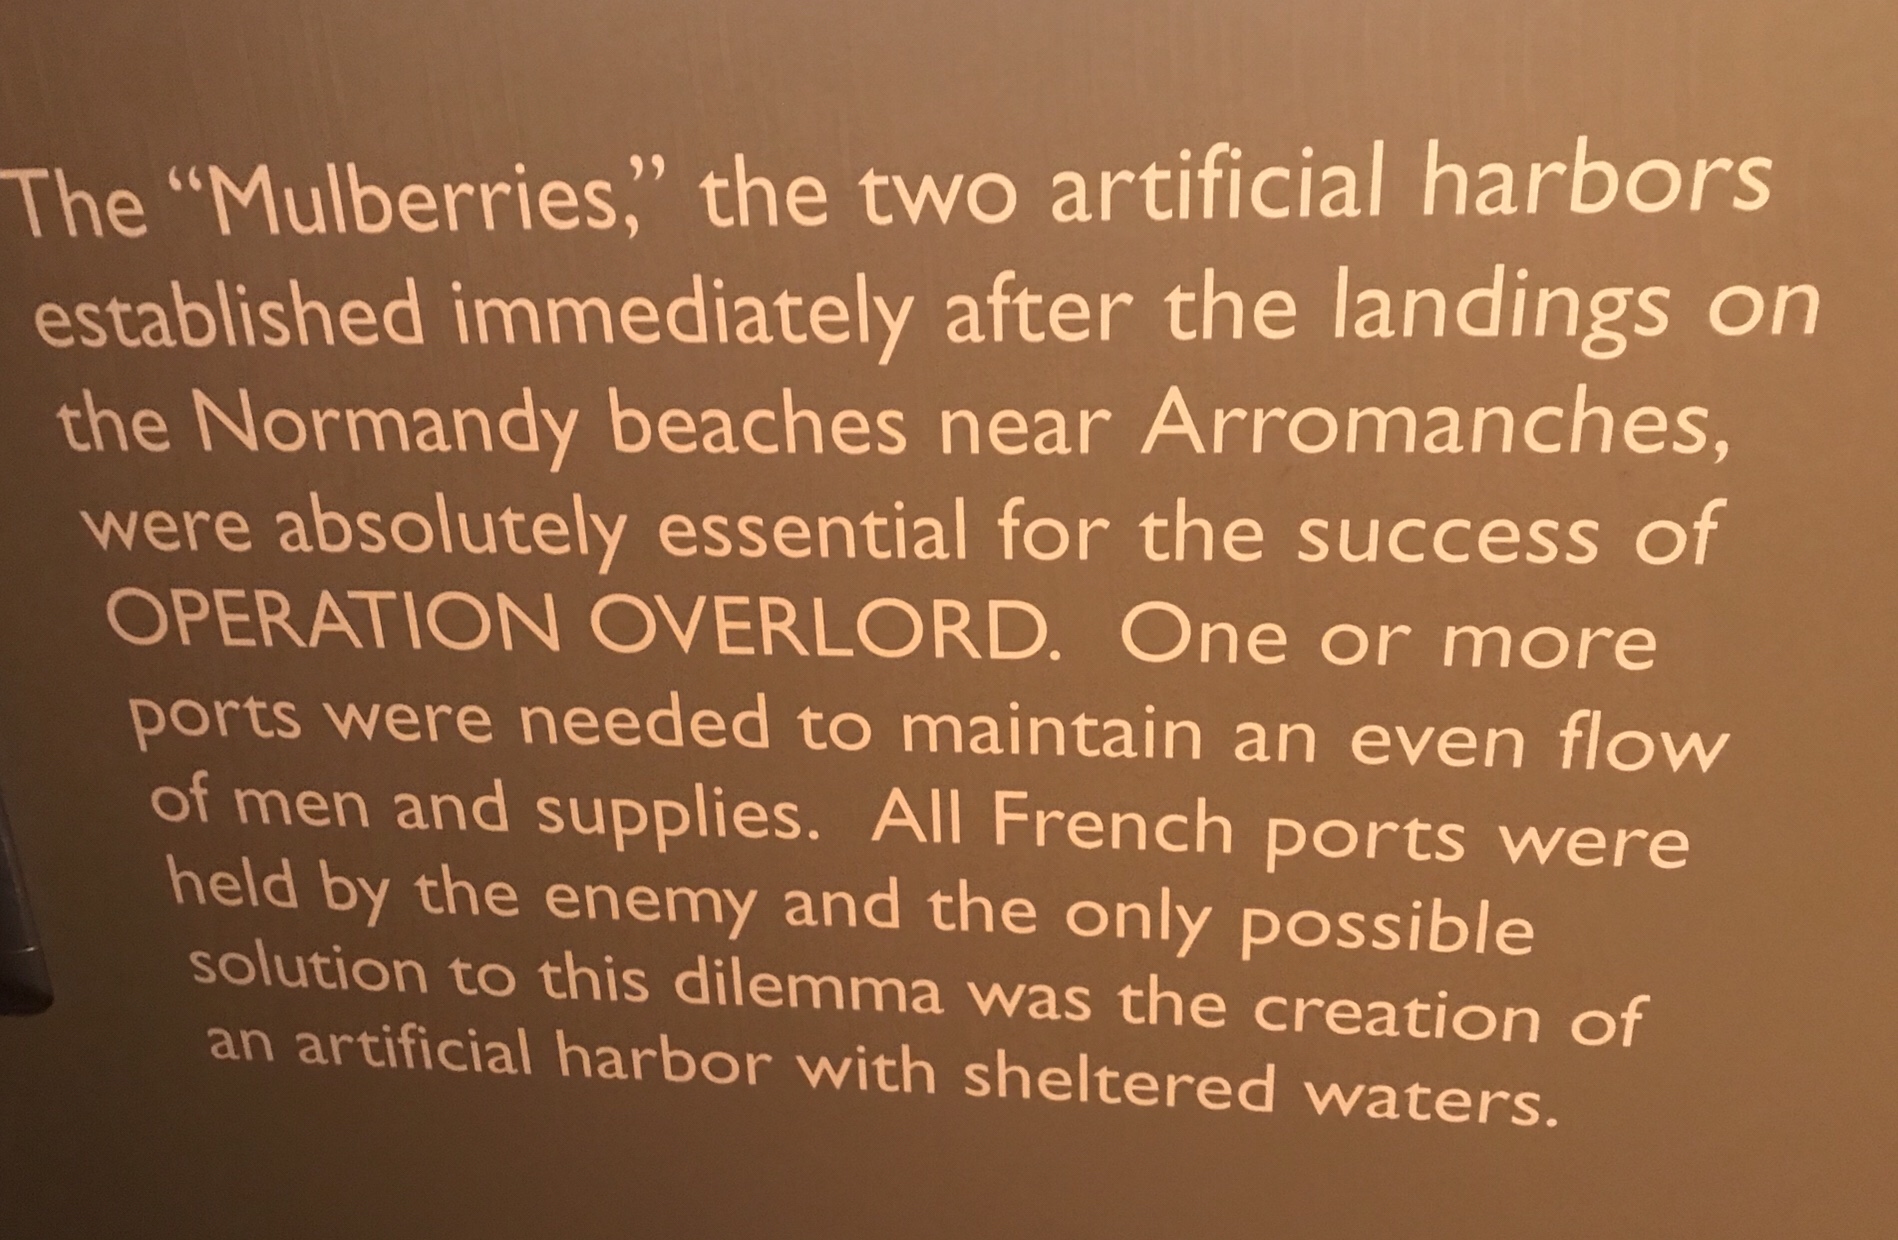 The “Mulberries,” the two artificial harbors
established immediately after the landings on
the Normandy beaches near Arromanches,
were absolutely essential for the success of
OPERATION OVERLORD.  One or more
ports were needed to maintain an even flow
of men and supplies.  All French ports were
held by the enemy and the only possible
solution to this dilemma was the creation of
an artificial harbor with sheltered waters.